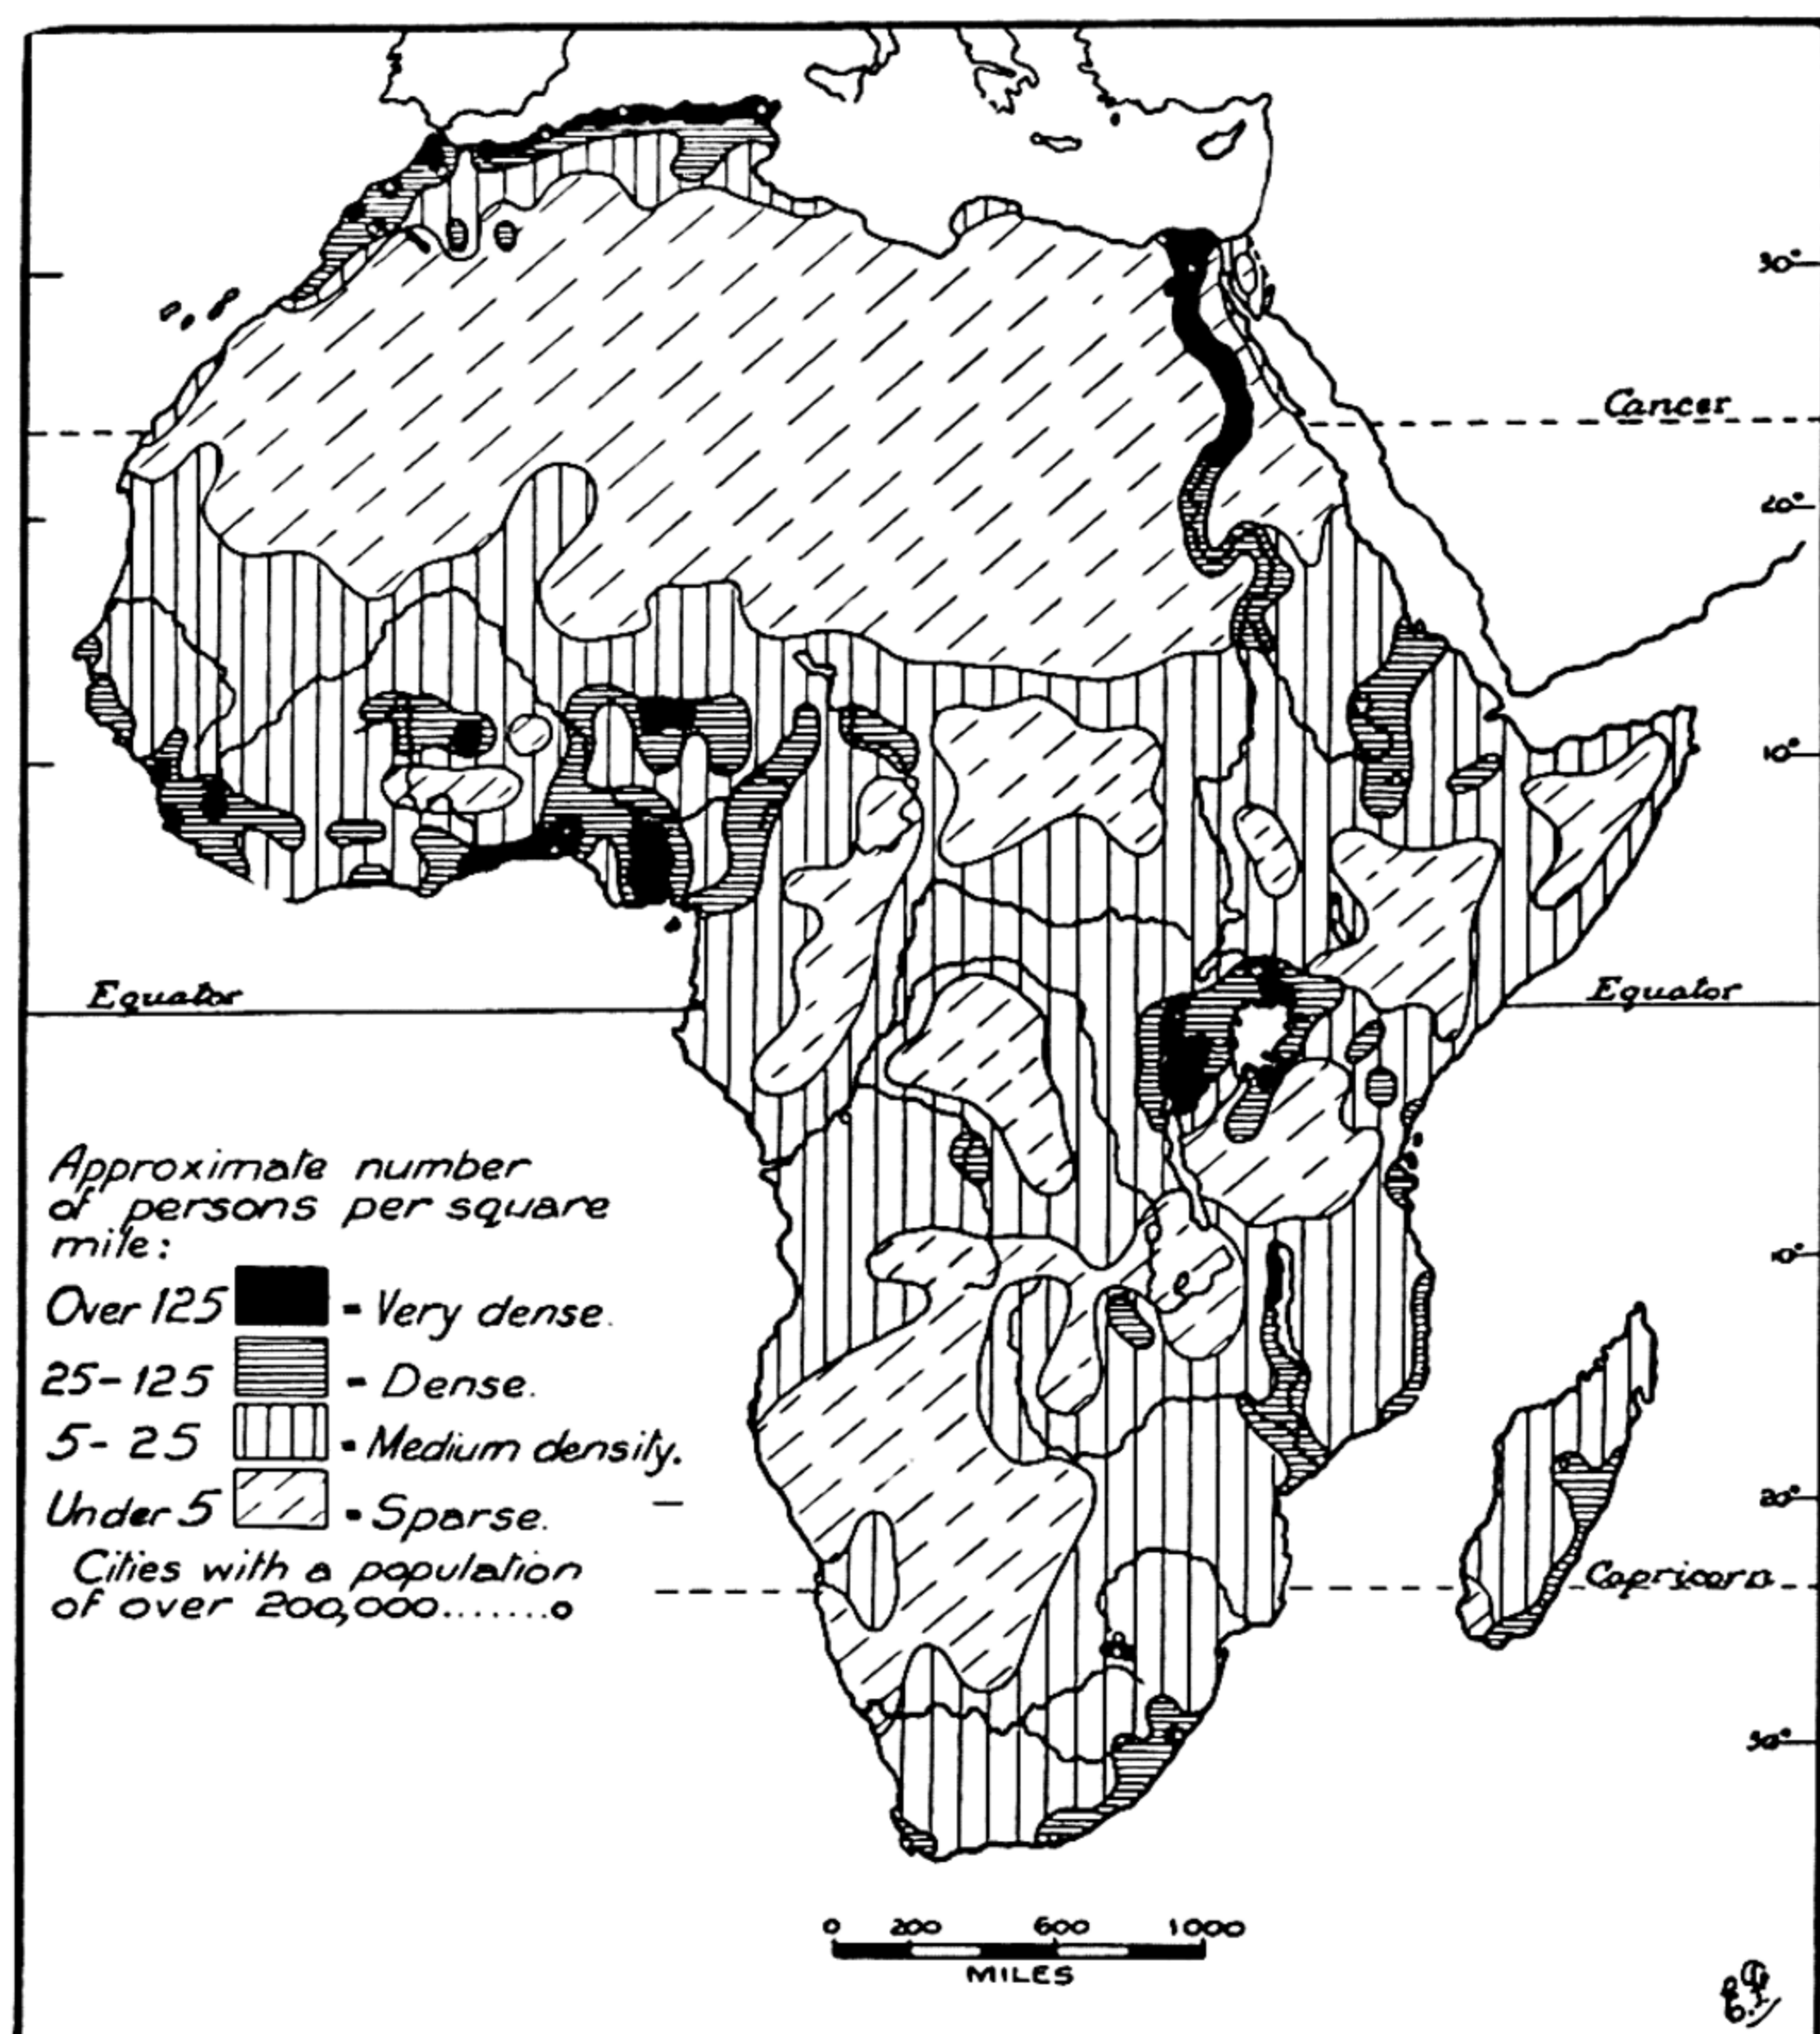 30°
Cancer
20°
10°
Equator
Equator
Approximate number
of persons per square
mile:
Over 125 = Very dense.
25-125 = Dense.
5-25 = Medium density.
Under 5 = Sparse.
Cities with a population
of over 200,000.......o
10°
20°
Capricorn
30°
0 200 600 1000
MILES